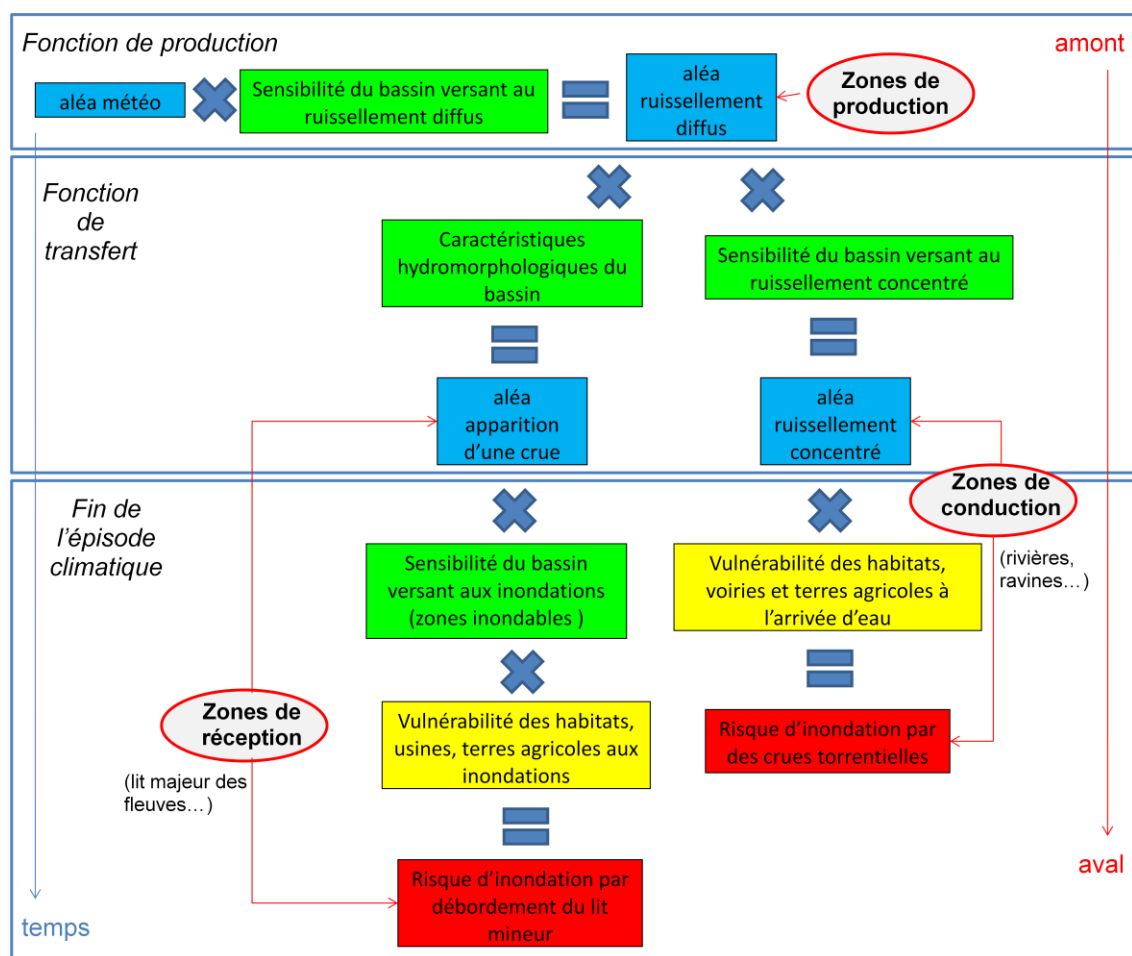 Fonction de production
amont
aléa météo
Sensibilité du bassin versant au
ruissellement diffus
aléa
ruissellement
diffus
Zones de
production
Fonction
de
transfert
Caractéristiques
hydromorphologiques du
bassin
Sensibilité du bassin versant au
ruissellement concentré
aléa
apparition
d'une crue
aléa
ruissellement
concentré
Fin de
l'épisode
climatique
Zones de
conduction
(rivières,
ravines…)
Sensibilité du bassin
versant aux inondations
(zones inondables )
Vulnérabilité des habitats,
voiries et terres agricoles à
l'arrivée d'eau
Zones de
réception
(lit majeur des
fleuves…)
Vulnérabilité des habitats,
usines, terres agricoles aux
inondations
Risque d'inondation par
des crues torrentielles
Risque d'inondation par
débordement du lit
mineur
aval
temps